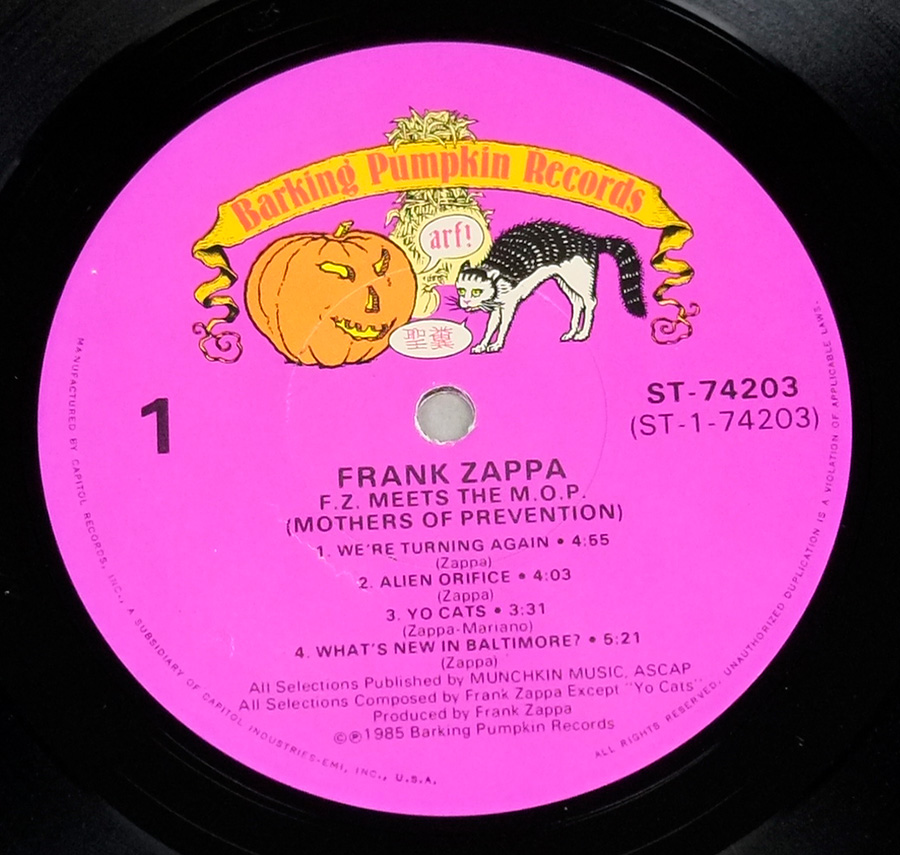 Barking Pumpkin Records
arf!
聖糞
1
ST-74203
(ST-1-74203)
FRANK ZAPPA
F.Z. MEETS THE M.O.P.
(MOTHERS OF PREVENTION)
1. WE'RE TURNING AGAIN • 4:55
(Zappa)
2. ALIEN ORIFICE • 4:03
(Zappa)
3. YO CATS • 3:31
(Zappa-Mariano)
4. WHAT'S NEW IN BALTIMORE? • 5:21
(Zappa)
All Selections Published by MUNCHKIN MUSIC, ASCAP
All Selections Composed by Frank Zappa Except "Yo Cats"
Produced by Frank Zappa
©℗1985 Barking Pumpkin Records
MANUFACTURED BY CAPITOL RECORDS, INC., A SUBSIDIARY OF CAPITOL INDUSTRIES-EMI, INC., U.S.A.
ALL RIGHTS RESERVED. UNAUTHORIZED DUPLICATION IS A VIOLATION OF APPLICABLE LAWS.